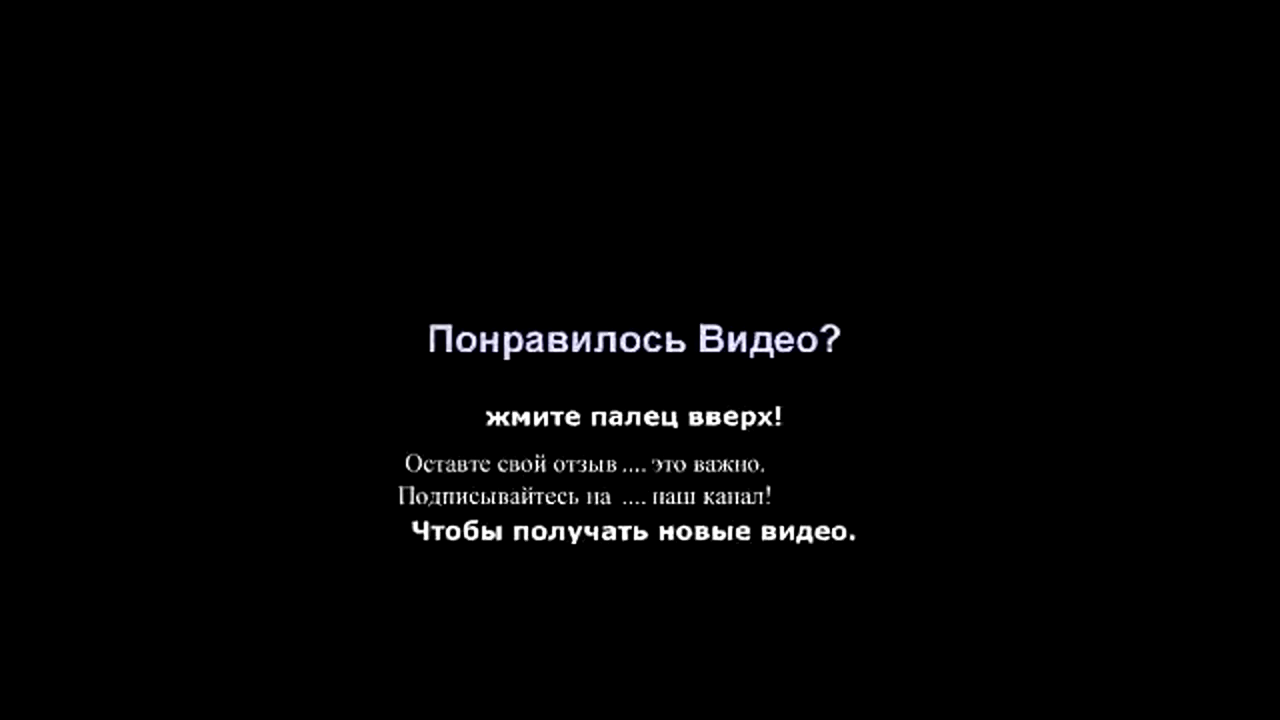 Понравилось Видео?
жмите палец вверх!
Оставте свой отзыв .... это важно.
Подписывайтесь на .... наш канал!
Чтобы получать новые видео.